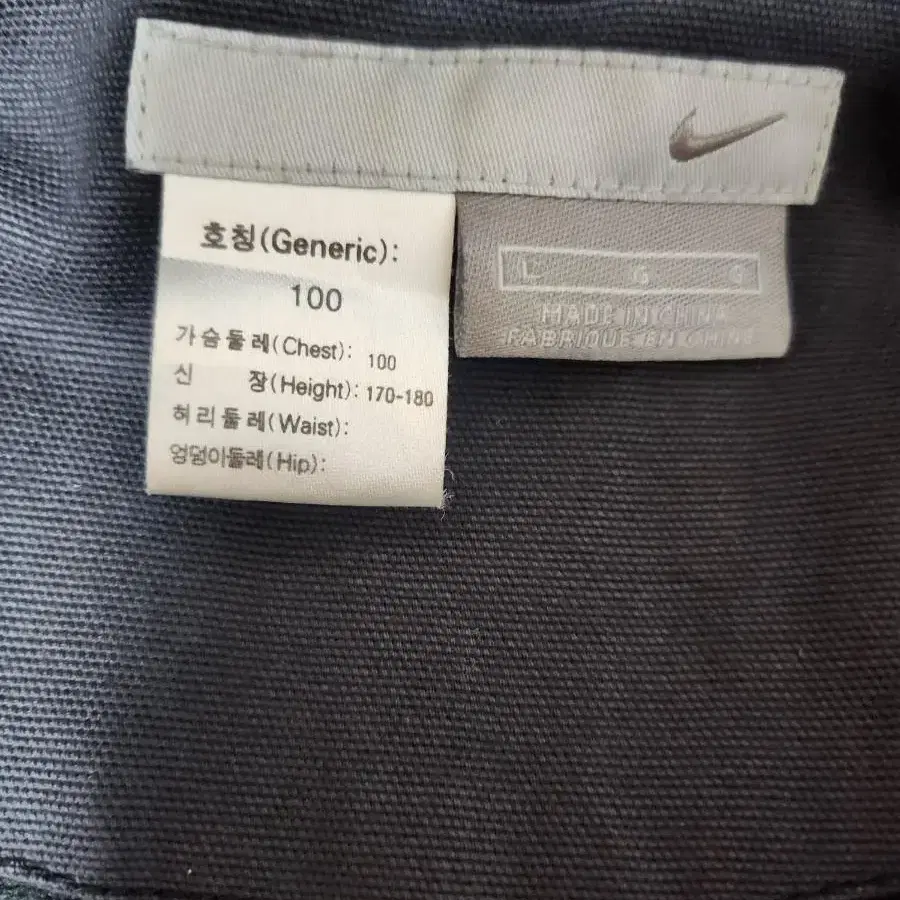 호칭(Generic):
100
가슴둘레(Chest): 100
신 장(Height): 170-180
허리둘레(Waist):
엉덩이둘레(Hip):
L G G
MADE IN CHINA
FABRIQUE EN CHINE